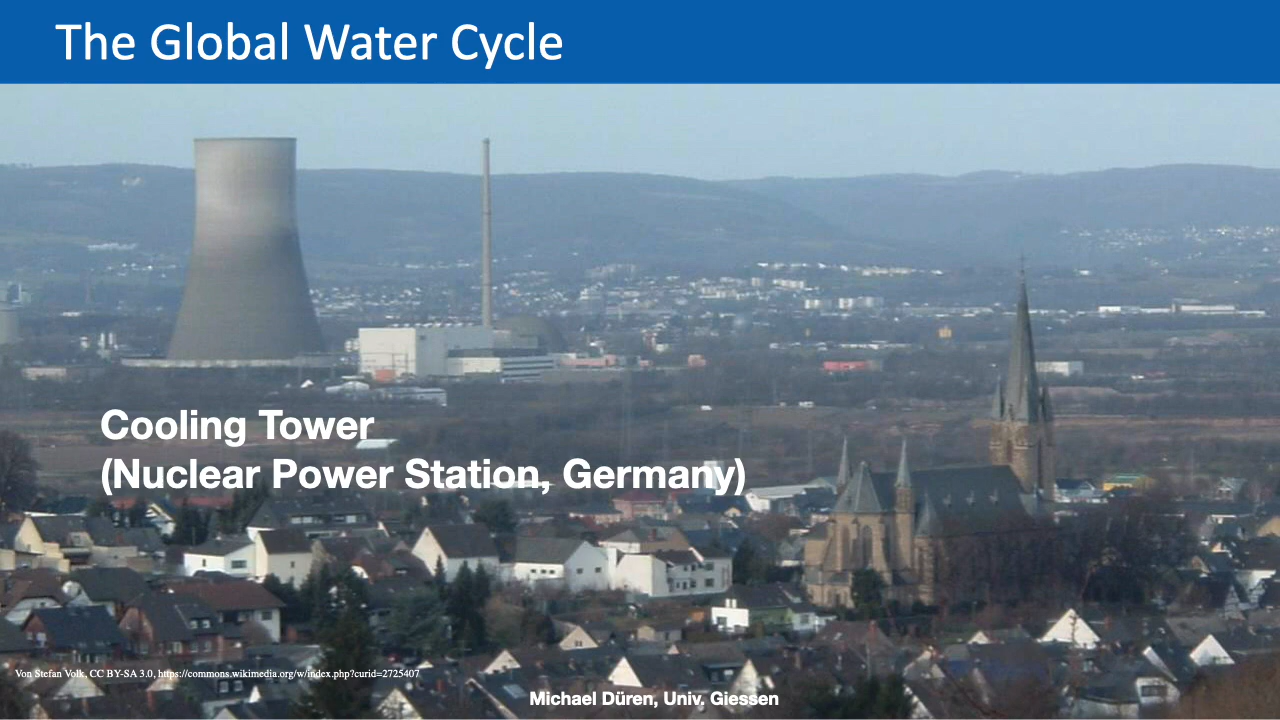 The Global Water Cycle
Cooling Tower
(Nuclear Power Station, Germany)
Von Stefan Volk, CC BY-SA 3.0, https://commons.wikimedia.org/w/index.php?curid=2725407
Michael Düren, Univ. Giessen